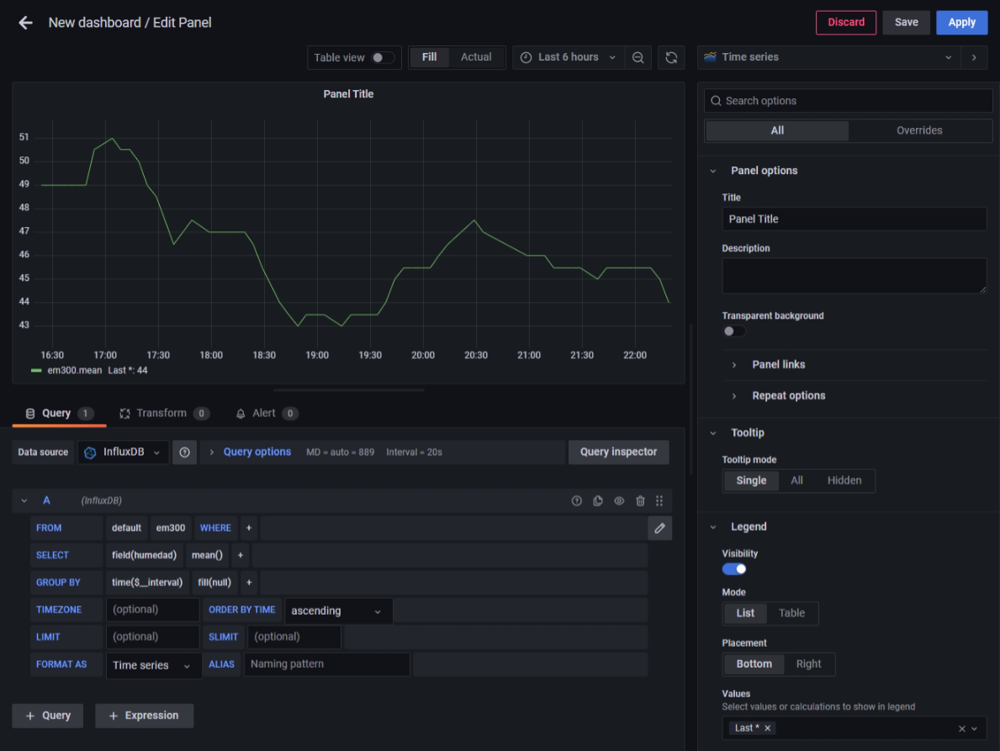 New dashboard / Edit Panel
Discard Save Apply
Table view Fill Actual Last 6 hours Time series
Panel Title
51
50
49
48
47
46
45
44
43
16:30 17:00 17:30 18:00 18:30 19:00 19:30 20:00 20:30 21:00 21:30 22:00
em300.mean Last *: 44
Query 1 Transform 0 Alert 0
Data source InfluxDB Query options MD = auto = 889 Interval = 20s Query inspector
A (InfluxDB)
FROM default em300 WHERE +
SELECT field(humedad) mean() +
GROUP BY time($__interval) fill(null) +
TIMEZONE (optional) ORDER BY TIME ascending
LIMIT (optional) SLIMIT (optional)
FORMAT AS Time series ALIAS Naming pattern
+ Query + Expression
Search options
All Overrides
Panel options
Title
Panel Title
Description
Transparent background
Panel links
Repeat options
Tooltip
Tooltip mode
Single All Hidden
Legend
Visibility
Mode
List Table
Placement
Bottom Right
Values
Select values or calculations to show in legend
Last * ×